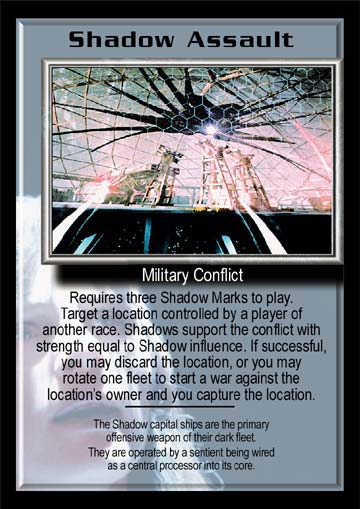 Shadow Assault
Military Conflict
Requires three Shadow Marks to play.
Target a location controlled by a player of
another race. Shadows support the conflict with
strength equal to Shadow influence. If successful,
you may discard the location, or you may
rotate one fleet to start a war against the
location's owner and you capture the location.
The Shadow capital ships are the primary
offensive weapon of their dark fleet.
They are operated by a sentient being wired
as a central processor into its core.